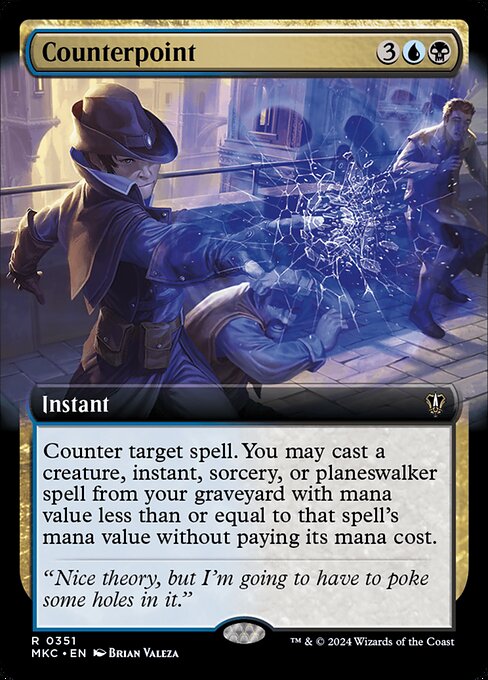 Counterpoint 3
Instant
Counter target spell. You may cast a
creature, instant, sorcery, or planeswalker
spell from your graveyard with mana
value less than or equal to that spell's
mana value without paying its mana cost.
“Nice theory, but I'm going to have to poke
some holes in it.”
R 0351 ™ & © 2024 Wizards of the Coast
MKC • EN Brian Valeza